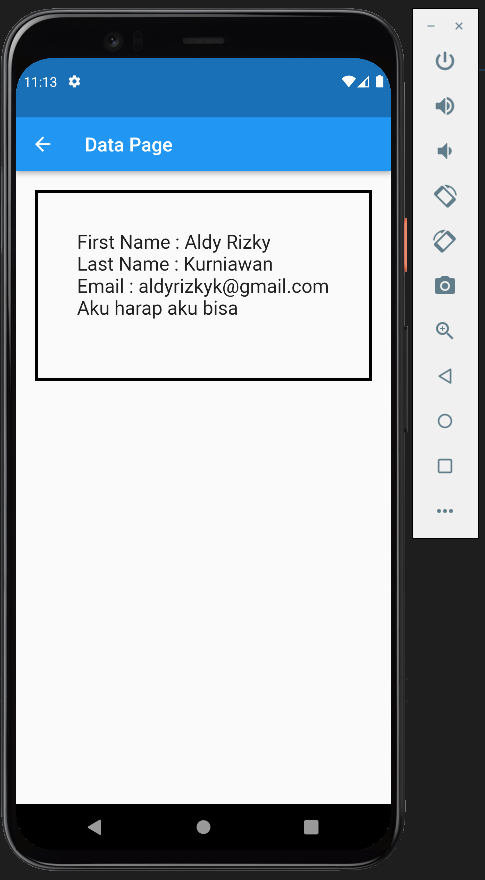 11:13
Data Page
First Name : Aldy Rizky
Last Name : Kurniawan
Email : aldyrizkyk@gmail.com
Aku harap aku bisa